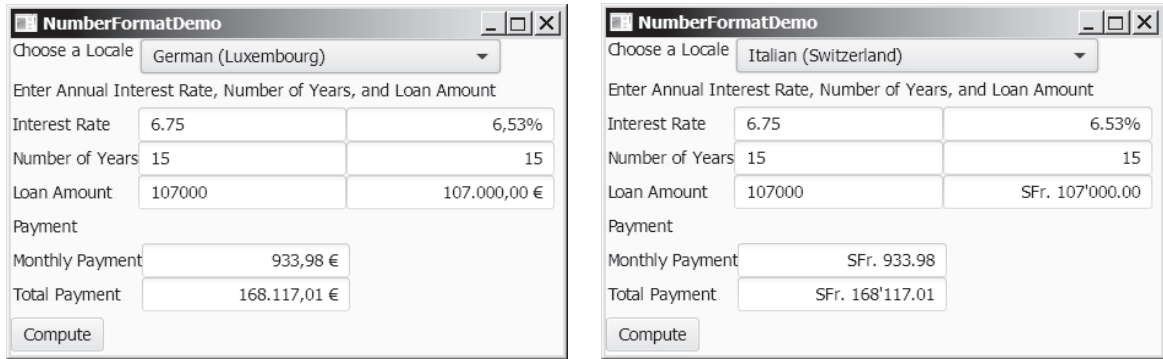 NumberFormatDemo
Choose a Locale German (Luxembourg)
Enter Annual Interest Rate, Number of Years, and Loan Amount
Interest Rate 6.75 6,53%
Number of Years 15 15
Loan Amount 107000 107.000,00 €
Payment
Monthly Payment 933,98 €
Total Payment 168.117,01 €
Compute
NumberFormatDemo
Choose a Locale Italian (Switzerland)
Enter Annual Interest Rate, Number of Years, and Loan Amount
Interest Rate 6.75 6.53%
Number of Years 15 15
Loan Amount 107000 SFr. 107'000.00
Payment
Monthly Payment SFr. 933.98
Total Payment SFr. 168'117.01
Compute